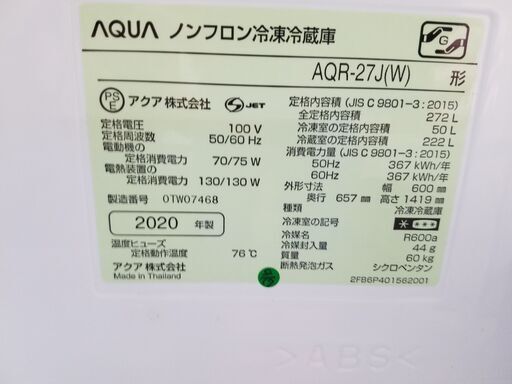 AQUA ノンフロン冷凍冷蔵庫
G
AQR-27J(W) 形
PS E アクア株式会社 S JET
定格電圧 100 V
定格周波数 50/60 Hz
電動機の
定格消費電力 70/75 W
電熱装置の
定格消費電力 130/130 W
製造番号 0TW07468
2020 年製
温度ヒューズ
定格動作温度 76℃
アクア 株式会社
Made in Thailand
定格内容積 (JIS C 9801-3:2015)
全定格内容積 272 L
冷凍室の定格内容積 50 L
冷蔵室の定格内容積 222 L
消費電力量 (JIS C 9801-3:2015)
50Hz 367 kWh/年
60Hz 367 kWh/年
外形寸法 幅 600 mm
奥行 657 mm 高さ 1419 mm
種類 冷凍冷蔵庫
冷凍室の記号
冷媒名 R600a
冷媒封入量 44 g
質量 60 kg
断熱発泡ガス シクロペンタン
2FB6P401562001
>ABS<